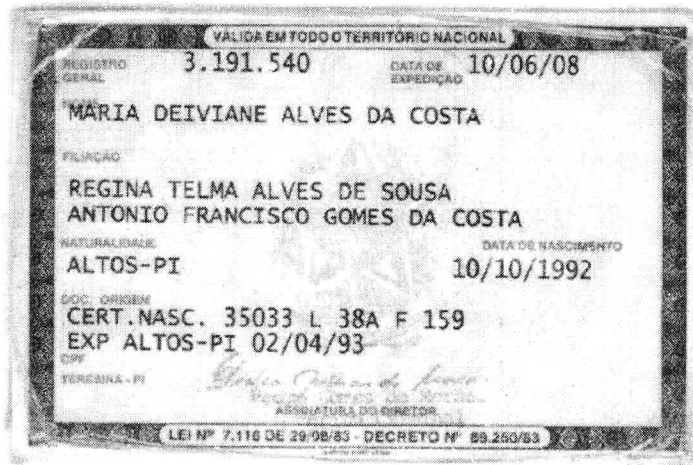 VÁLIDA EM TODO O TERRITÓRIO NACIONAL
REGISTRO GERAL 3.191.540 DATA DE EXPEDIÇÃO 10/06/08
NOME
MARIA DEIVIANE ALVES DA COSTA
FILIAÇÃO
REGINA TELMA ALVES DE SOUSA
ANTONIO FRANCISCO GOMES DA COSTA
NATURALIDADE DATA DE NASCIMENTO
ALTOS-PI 10/10/1992
DOC. ORIGEM
CERT.NASC. 35033 L 38A F 159
EXP ALTOS-PI 02/04/93
CPF
TERESINA - PI
ASSINATURA DO DIRETOR
LEI Nº 7.116 DE 29/08/83 - DECRETO Nº 89.250/83